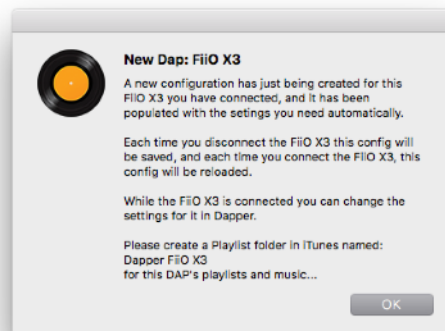 New Dap: FiiO X3
A new configuration has just being created for this
FiiO X3 you have connected, and it has been
populated with the setings you need automatically.
Each time you disconnect the FiiO X3 this config will
be saved, and each time you connect the FiiO X3, this
config will be reloaded.
While the FiiO X3 is connected you can change the
settings for it in Dapper.
Please create a Playlist folder in iTunes named:
Dapper FiiO X3
for this DAP's playlists and music...
OK